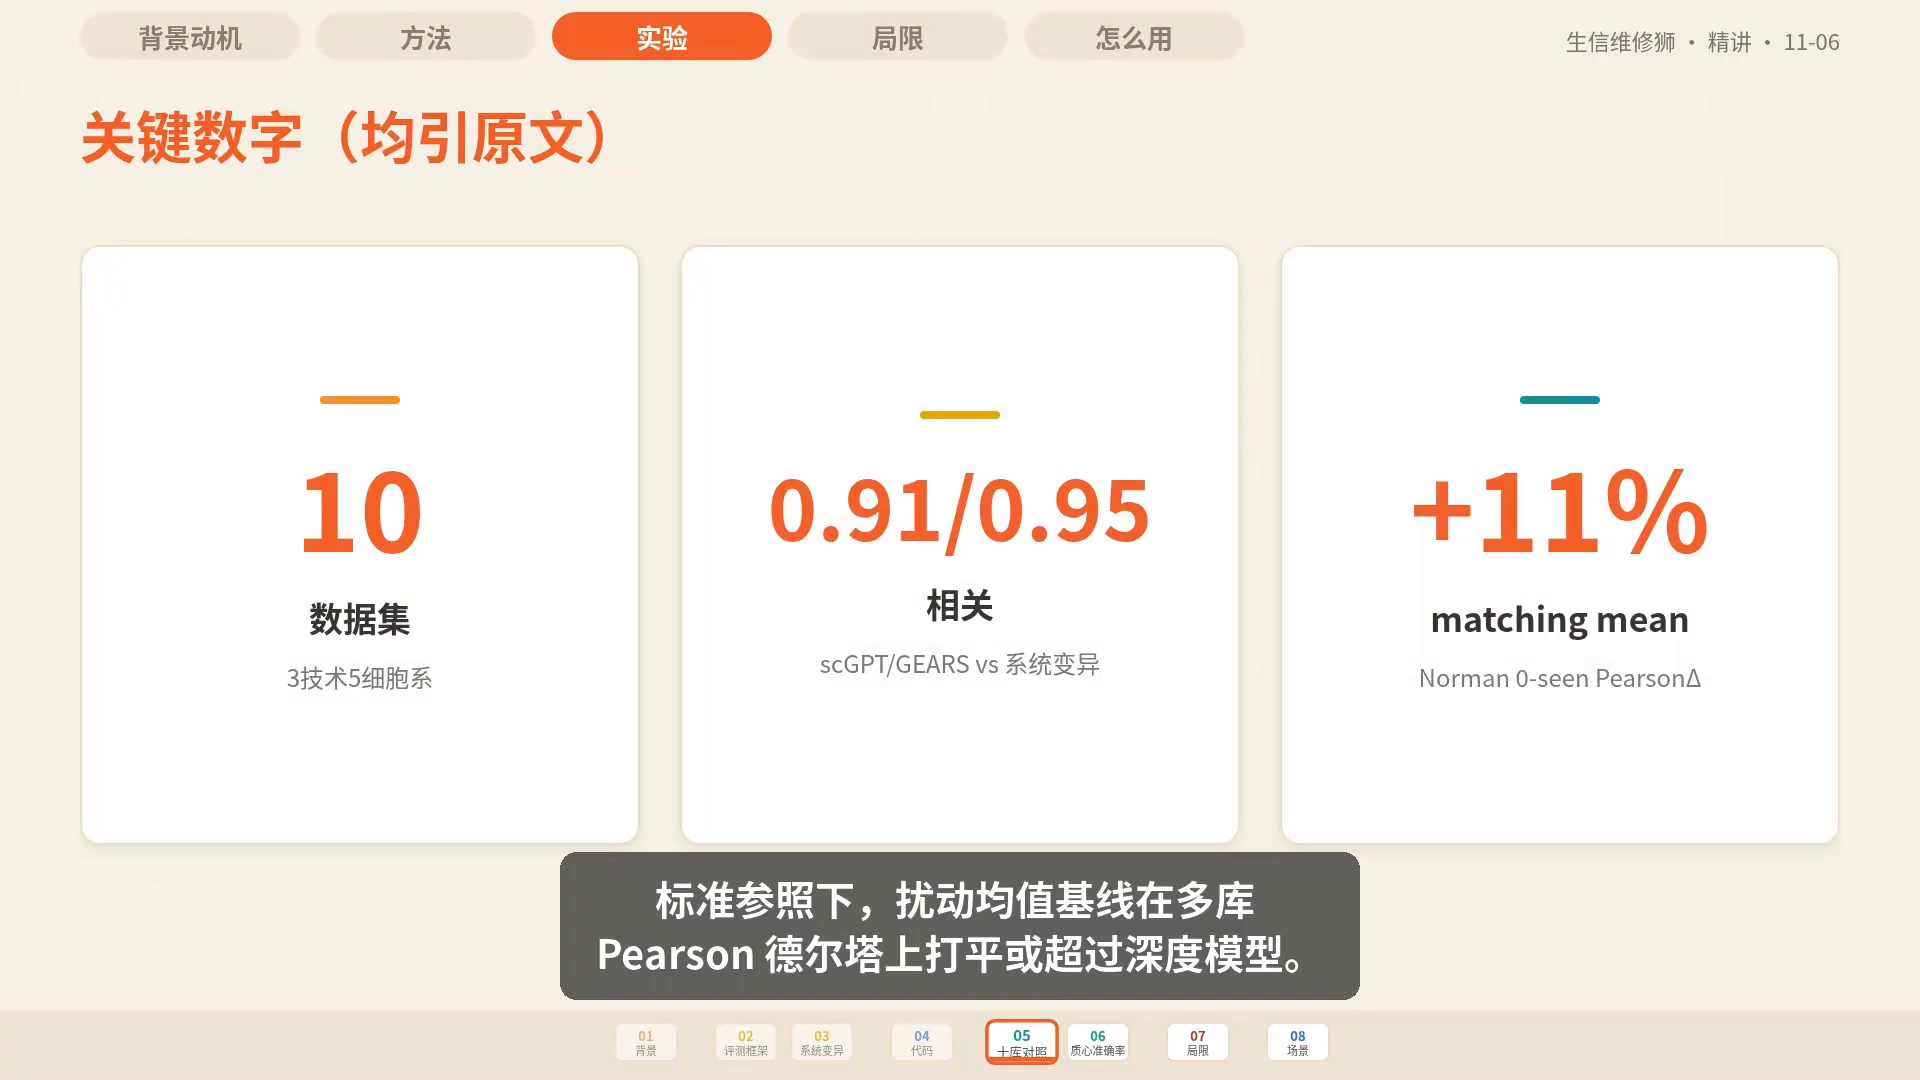 背景动机
方法
实验
局限
怎么用
生信维修狮 · 精讲 · 11-06
关键数字（均引原文）
10
数据集
3技术5细胞系
0.91/0.95
相关
scGPT/GEARS vs 系统变异
+11%
matching mean
Norman 0-seen PearsonΔ
标准参照下，扰动均值基线在多库
Pearson 德尔塔上打平或超过深度模型。
01
背景
02
评测框架
03
系统变异
04
代码
05
十库对照
06
质心准确率
07
局限
08
场景